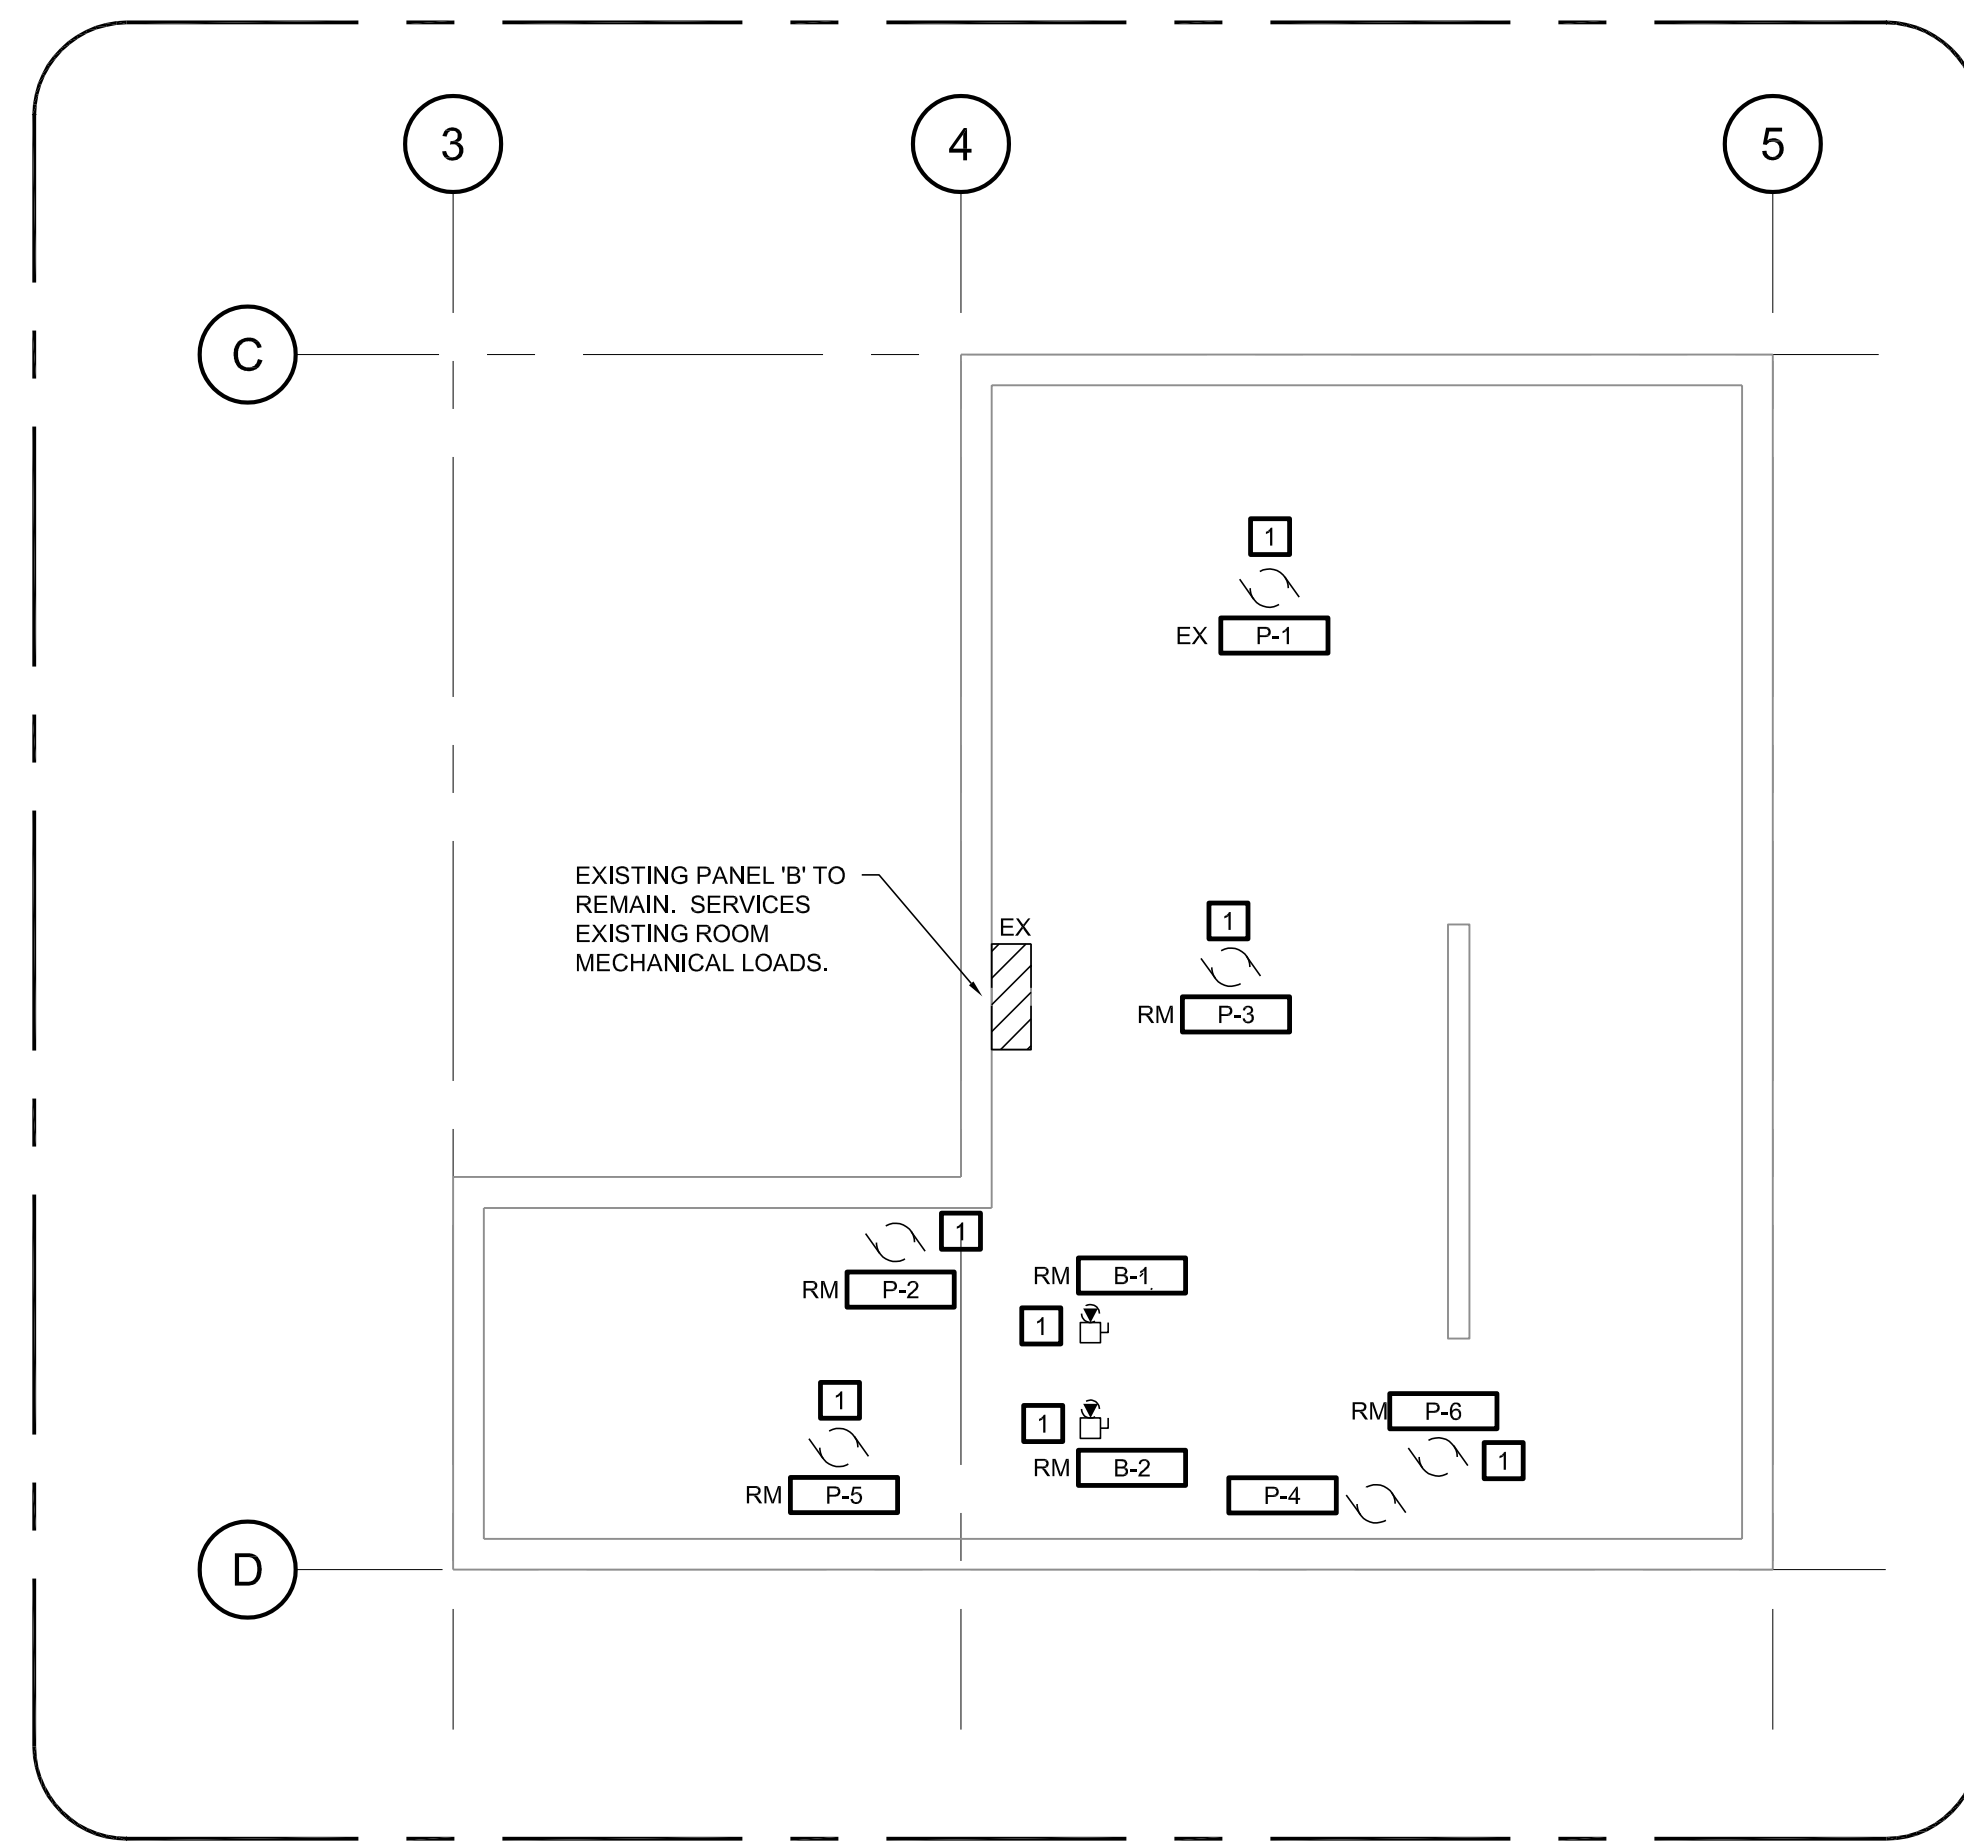 3
4
5
C
1
EX P-1
EXISTING PANEL 'B' TO
REMAIN. SERVICES
EXISTING ROOM
MECHANICAL LOADS.
EX
1
RM P-3
1
RM P-2
RM B-1
1
1
1
RM P-6
RM B-2
1
RM P-5
P-4
D